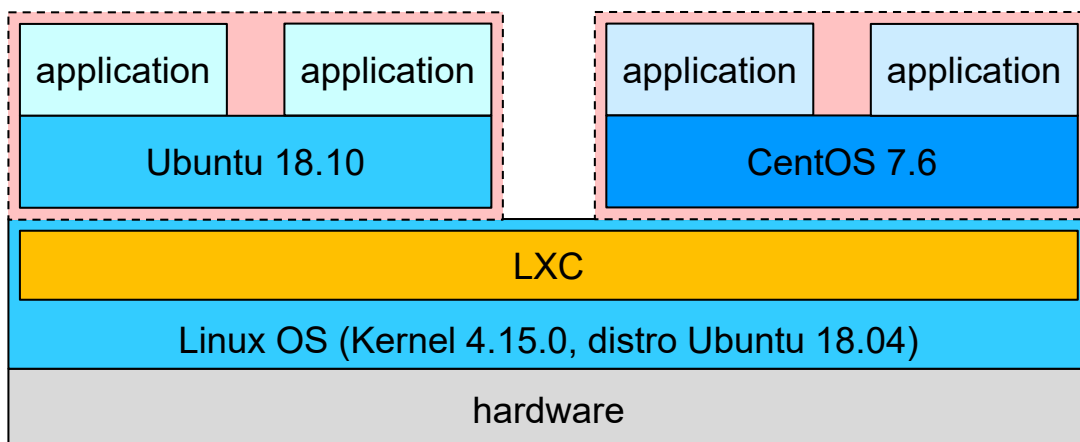 application
application
application
application
Ubuntu 18.10
CentOS 7.6
LXC
Linux OS (Kernel 4.15.0, distro Ubuntu 18.04)
hardware